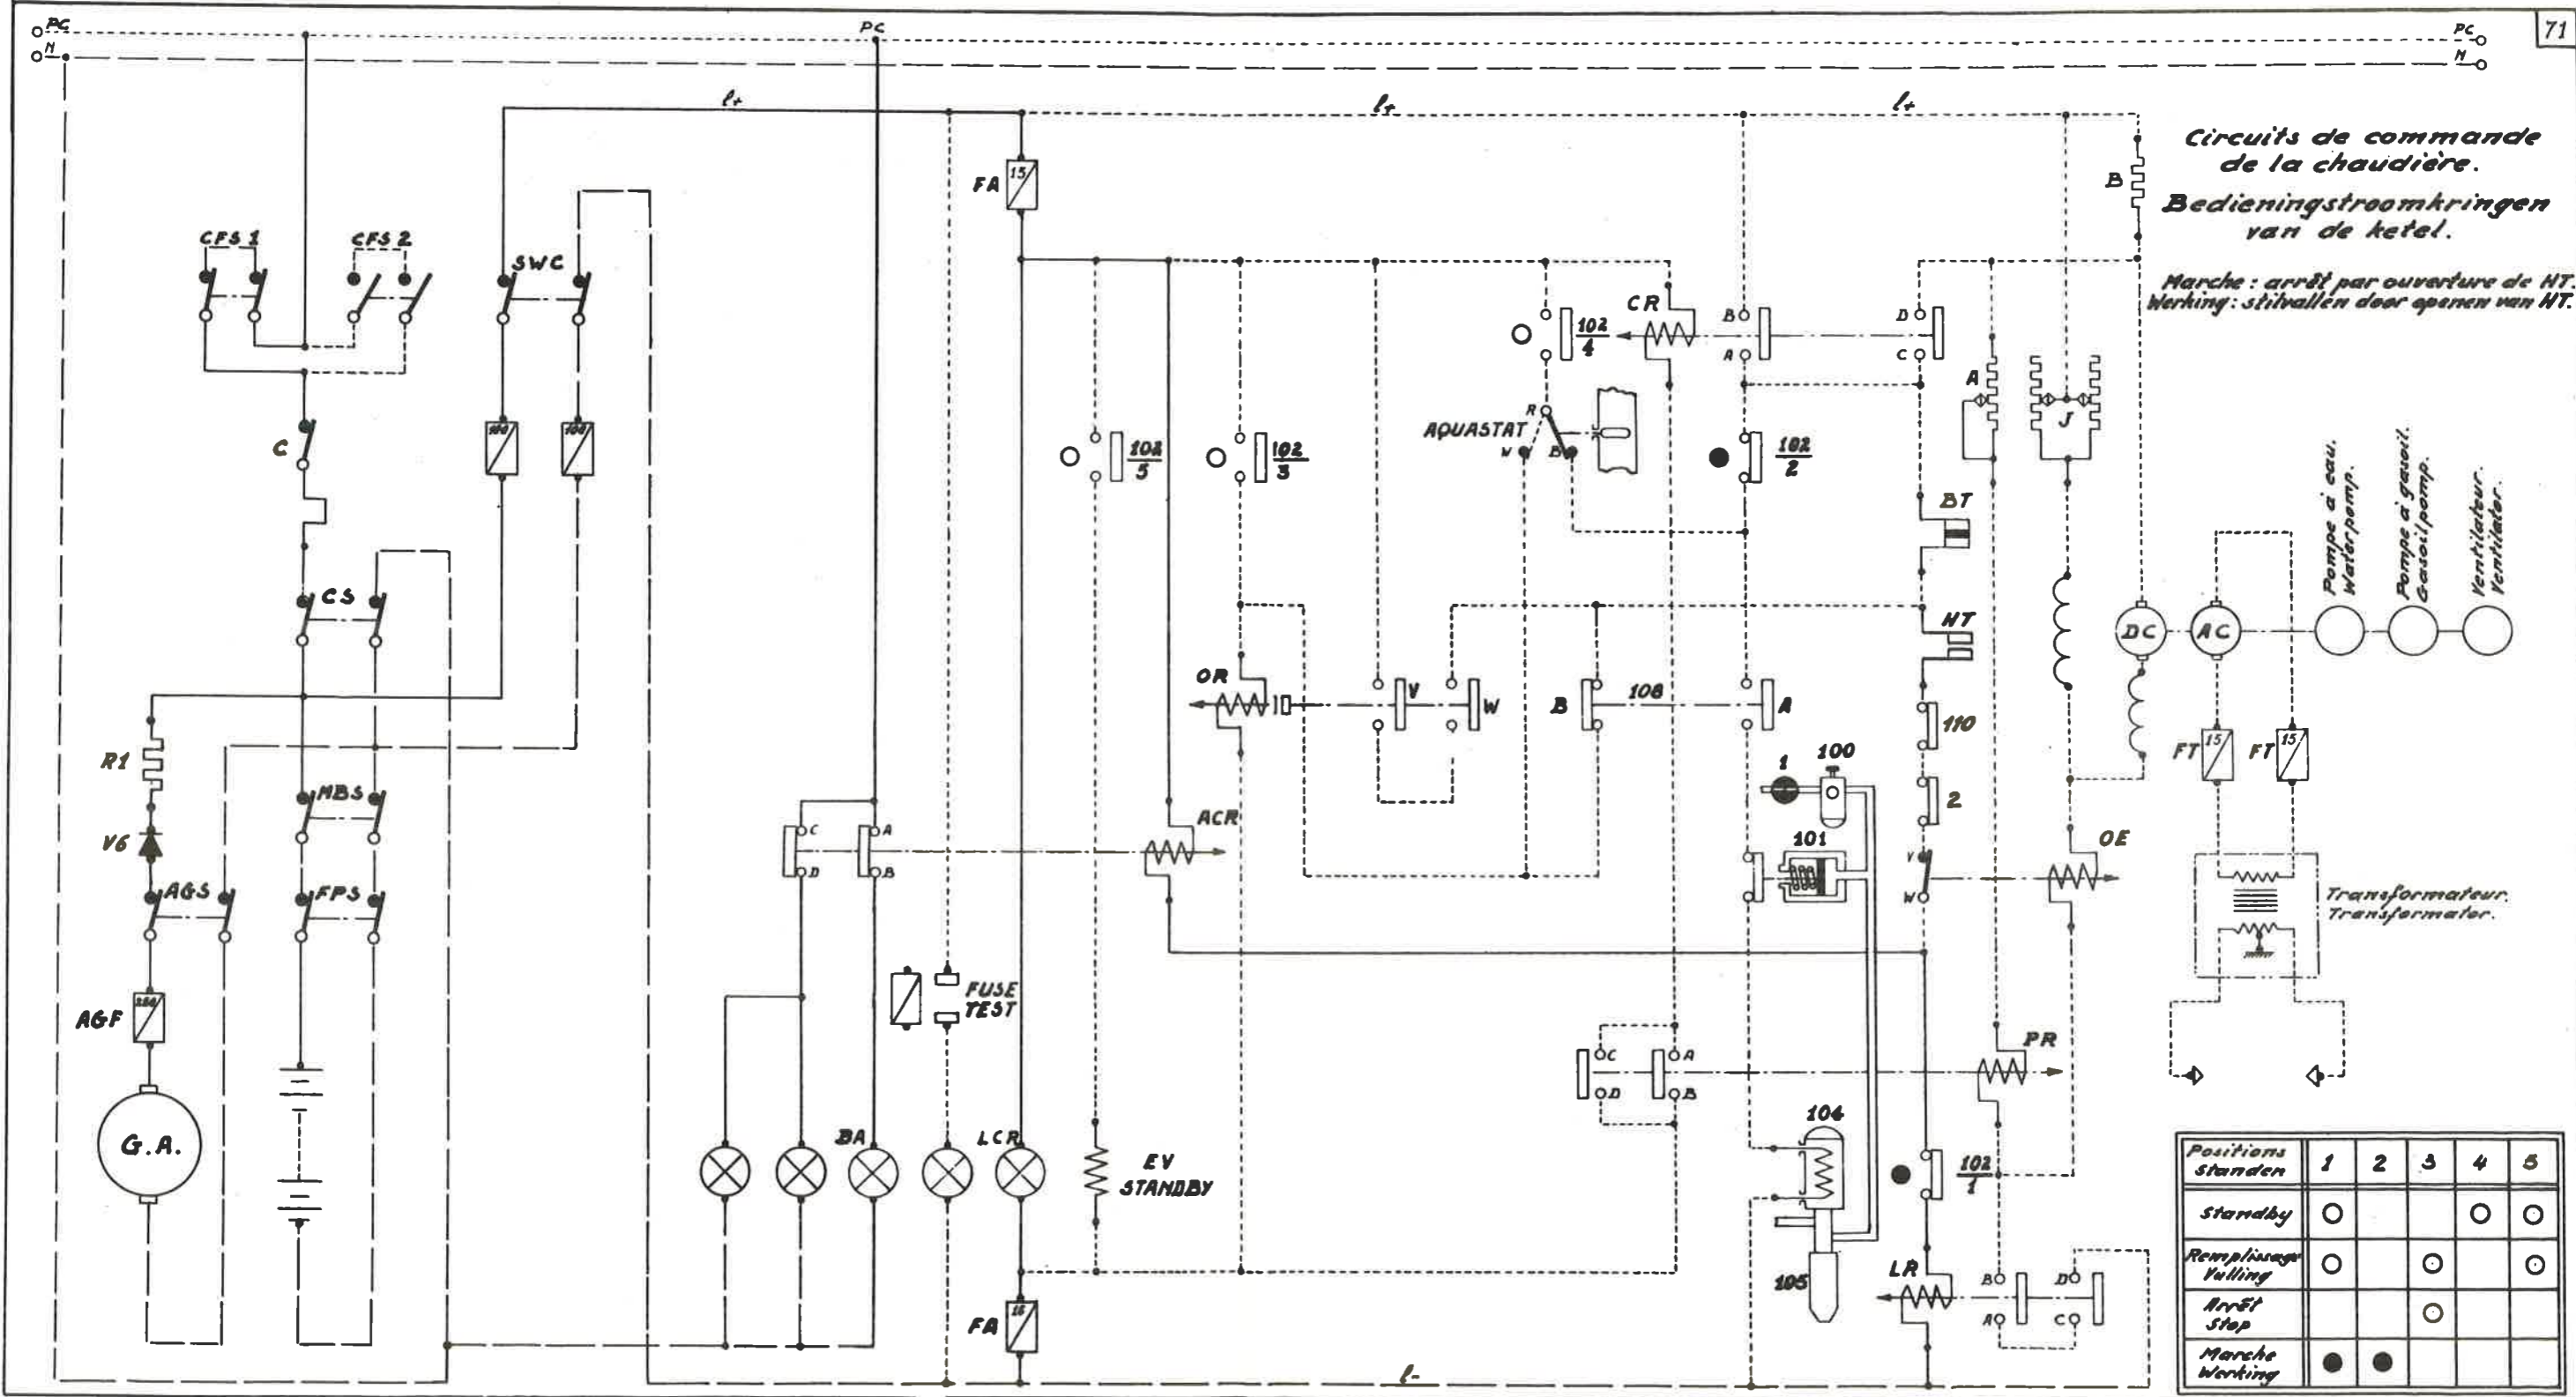 PC
N
PC
PC
N
71
l+
l+
l+
Circuits de commande
de la chaudière.
Bedieningstroomkringen
van de ketel.
Marche : arrêt par ouverture de HT.
Werking : stilvallen door openen van HT.
CFS 1
CFS 2
SWC
FA
15
B
CR
102
4
B
A
D
C
A
J
C
100
100
AQUASTAT
R
W
B
102
5
102
3
102
2
BT
Pompe à eau.
Waterpomp.
Pompe à gasoil.
Gasoilpomp.
Ventilateur.
Ventilator.
CS
HT
DC
AC
OR
V
W
B
108
A
110
R1
MBS
1
100
FT
15
FT
15
2
V6
C
D
A
B
ACR
101
V
W
OE
AGS
FPS
Transformateur.
Transformator.
AGF
FUSE
TEST
C
D
A
B
PR
G.A.
BA
LCR
EV
STANDBY
104
102
1
105
LR
B
A
D
C
FA
15
l-
Positions
Standen
1
2
3
4
5
Standby
Remplissage
Vulling
Arrêt
Stop
Marche
Werking